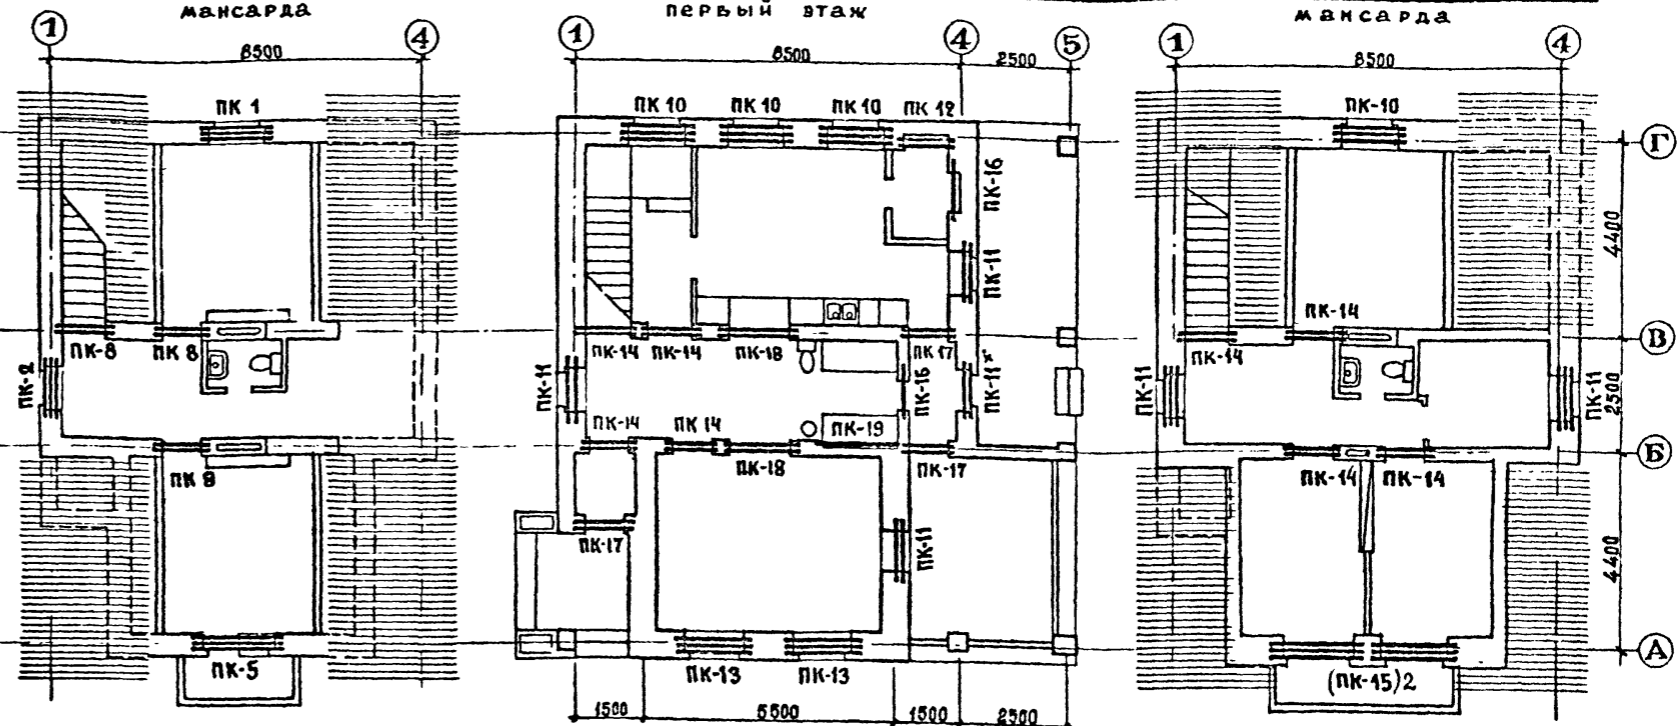 мансарда
первый этаж
мансарда
1
4
1
4
5
1
4
8500
8500
2500
8500
ПК 1
ПК 10
ПК 10
ПК 10
ПК 12
ПК-10
Г
ПК-16
4400
ПК-11
ПК-8
ПК 8
ПК-2
ПК-14
ПК-14
ПК-18
ПК 17
ПК-14
ПК-14
В
ПК-11
ПК-15
ПК-11*
ПК-11
ПК-11
2500
ПК-14
ПК 14
ПК-19
ПК 9
ПК-18
ПК-17
ПК-14
ПК-14
Б
ПК-17
ПК-11
4400
ПК-5
ПК-13
ПК-13
(ПК-15)2
А
1500
5500
1500
2500